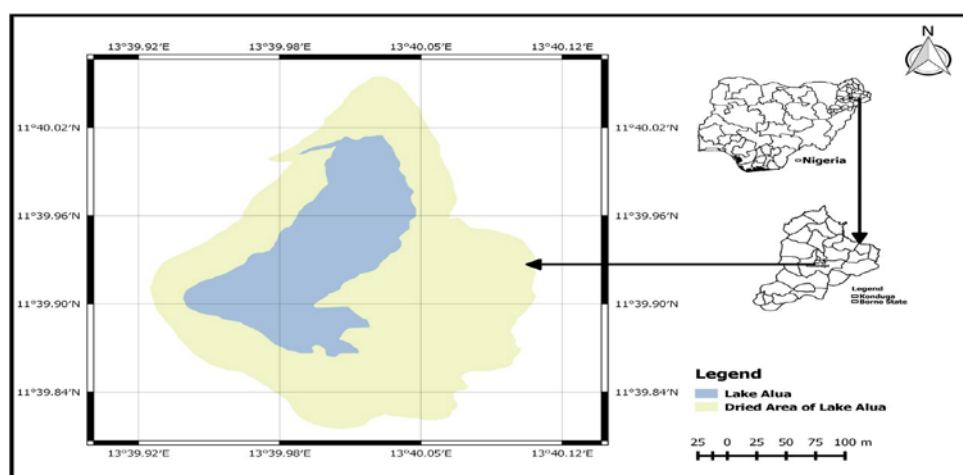 13°39.92′E 13°39.98′E 13°40.05′E 13°40.12′E
N
11°40.02′N 11°40.02′N
Nigeria
11°39.96′N 11°39.96′N
11°39.90′N 11°39.90′N
Legend
Konduga
Borno State
11°39.84′N 11°39.84′N
Legend
Lake Alua
Dried Area of Lake Alua
25 0 25 50 75 100 m
13°39.92′E 13°39.98′E 13°40.05′E 13°40.12′E